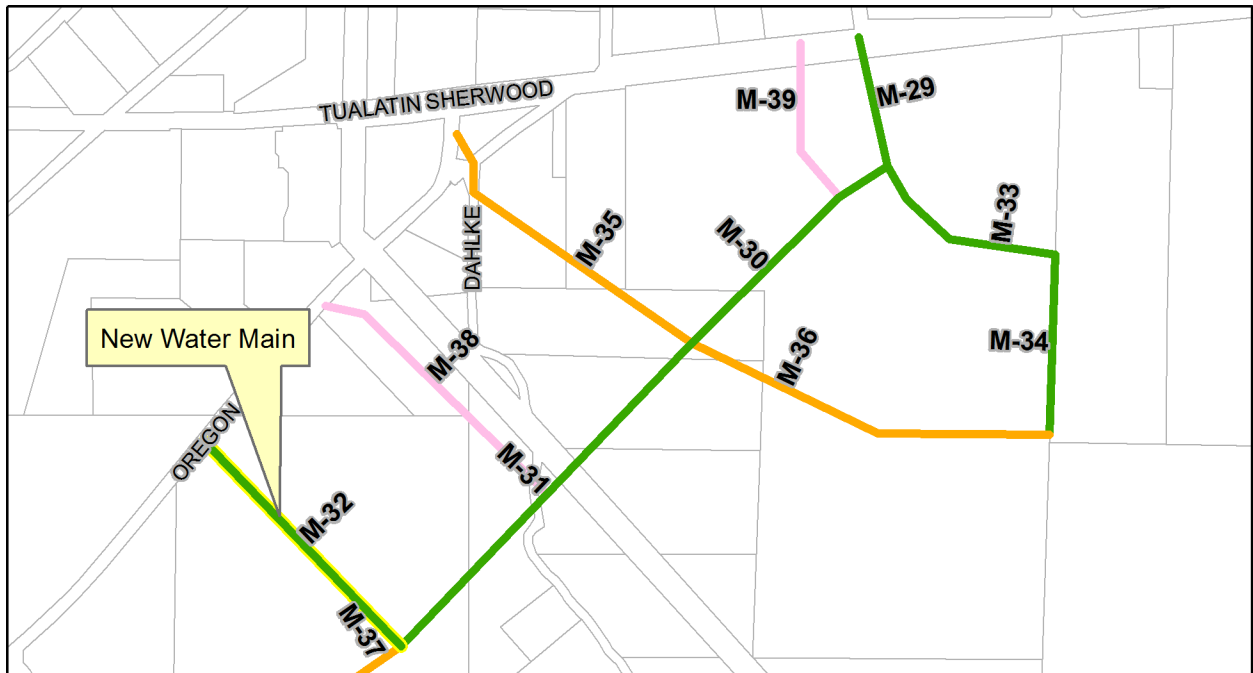 TUALATIN SHERWOOD
M-39
M-29
M-33
DAHLKE
M-35
M-30
New Water Main
M-38
M-36
M-34
OREGON
M-31
M-32
M-37